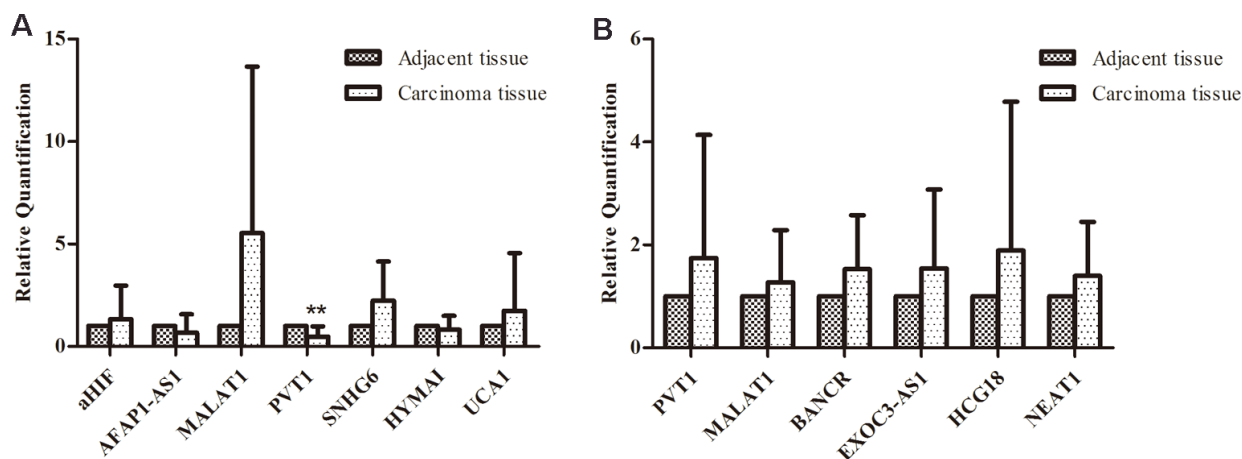 A
Relative Quantification
15
10
5
0
Adjacent tissue
Carcinoma tissue
**
aHIF
AFAP1-AS1
MALAT1
PVT1
SNHG6
HYMAI
UCA1
B
Relative Quantification
6
4
2
0
Adjacent tissue
Carcinoma tissue
PVT1
MALAT1
BANCR
EXOC3-AS1
HCG18
NEAT1